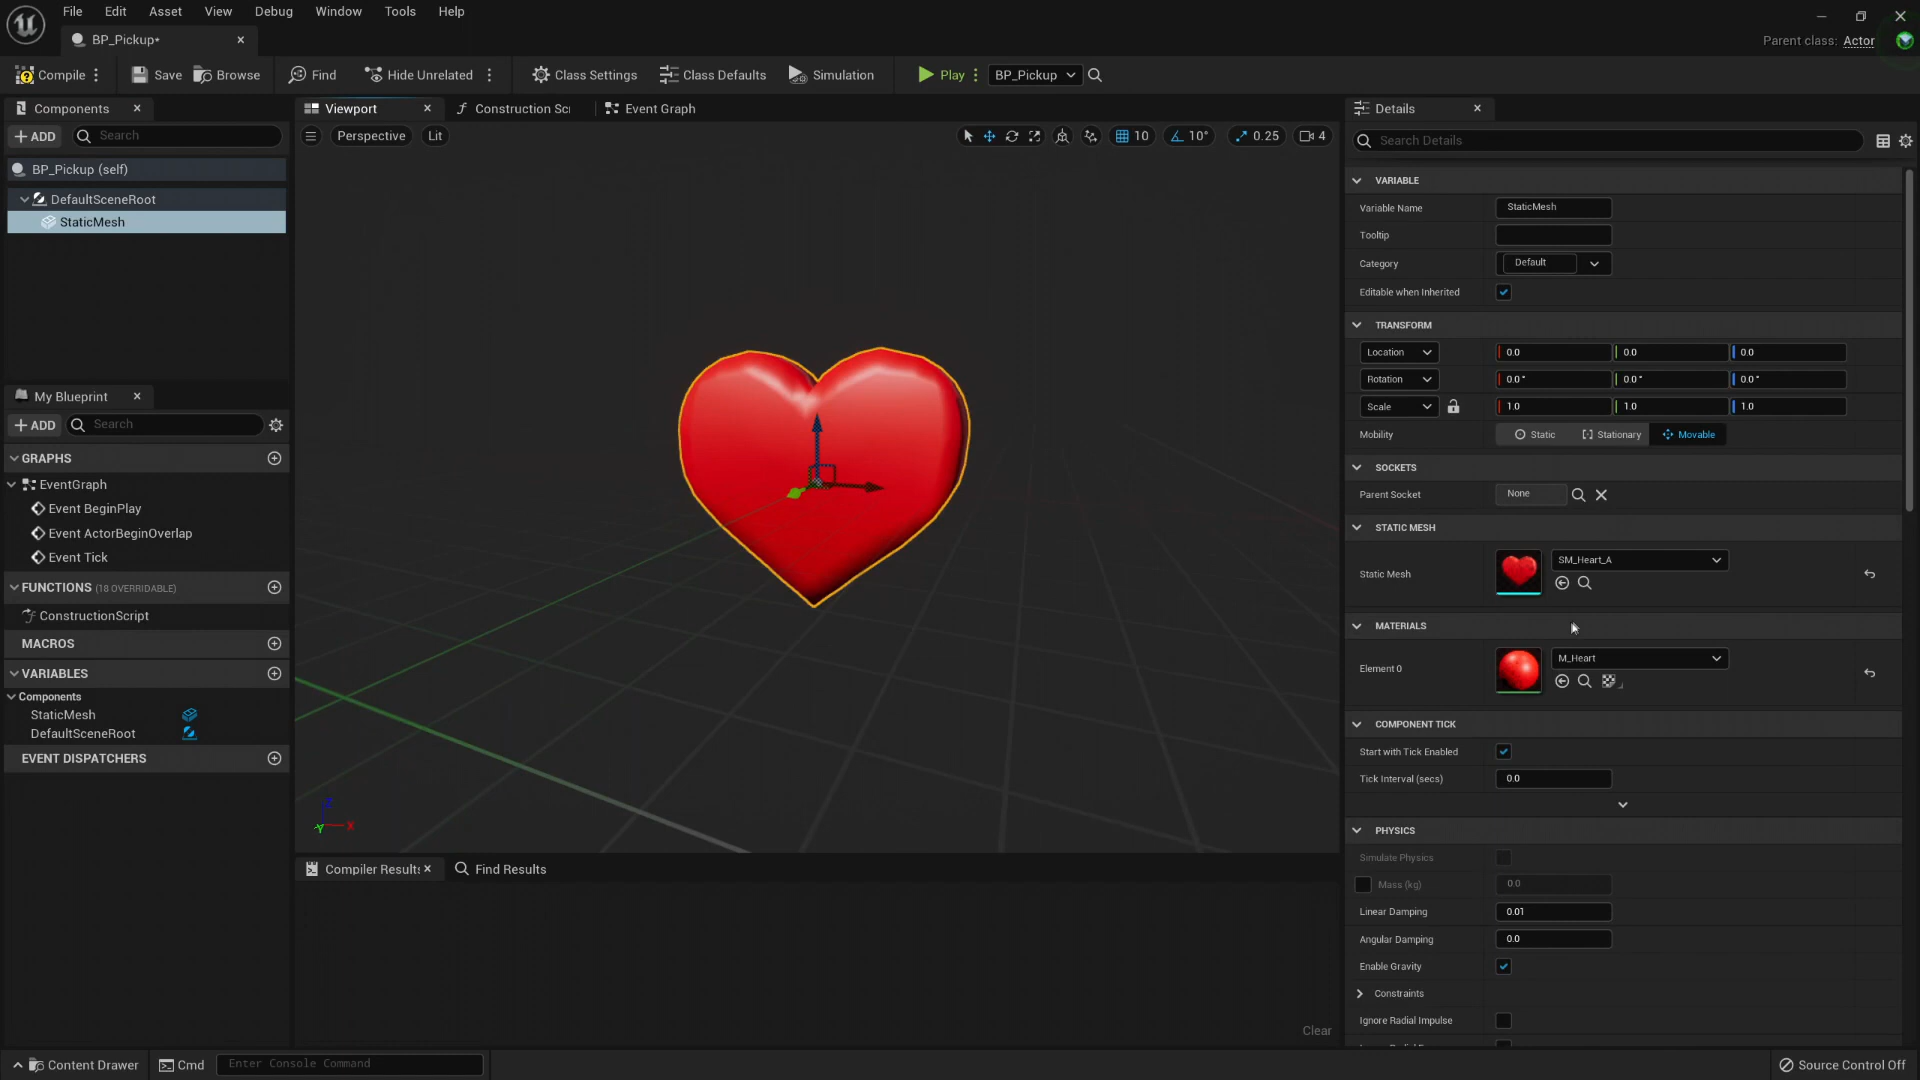 File Edit Asset View Debug Window Tools Help
BP_Pickup*
Parent class: Actor
Compile Save Browse Find Hide Unrelated Class Settings Class Defaults Simulation Play BP_Pickup
Components
ADD Search
BP_Pickup (self)
DefaultSceneRoot
StaticMesh
My Blueprint
ADD Search
GRAPHS
EventGraph
Event BeginPlay
Event ActorBeginOverlap
Event Tick
FUNCTIONS (18 OVERRIDABLE)
ConstructionScript
MACROS
VARIABLES
Components
StaticMesh
DefaultSceneRoot
EVENT DISPATCHERS
Viewport Construction Sc Event Graph
Perspective Lit 10 10° 0.25 4
Z
Y X
Compiler Results Find Results
Clear
Details
Search Details
VARIABLE
Variable Name StaticMesh
Tooltip
Category Default
Editable when Inherited
TRANSFORM
Location 0.0 0.0 0.0
Rotation 0.0° 0.0° 0.0°
Scale 1.0 1.0 1.0
Mobility Static Stationary Movable
SOCKETS
Parent Socket None
STATIC MESH
Static Mesh SM_Heart_A
MATERIALS
Element 0 M_Heart
COMPONENT TICK
Start with Tick Enabled
Tick Interval (secs) 0.0
PHYSICS
Simulate Physics
Mass (kg) 0.0
Linear Damping 0.01
Angular Damping 0.0
Enable Gravity
Constraints
Ignore Radial Impulse
Content Drawer Cmd Enter Console Command Source Control Off